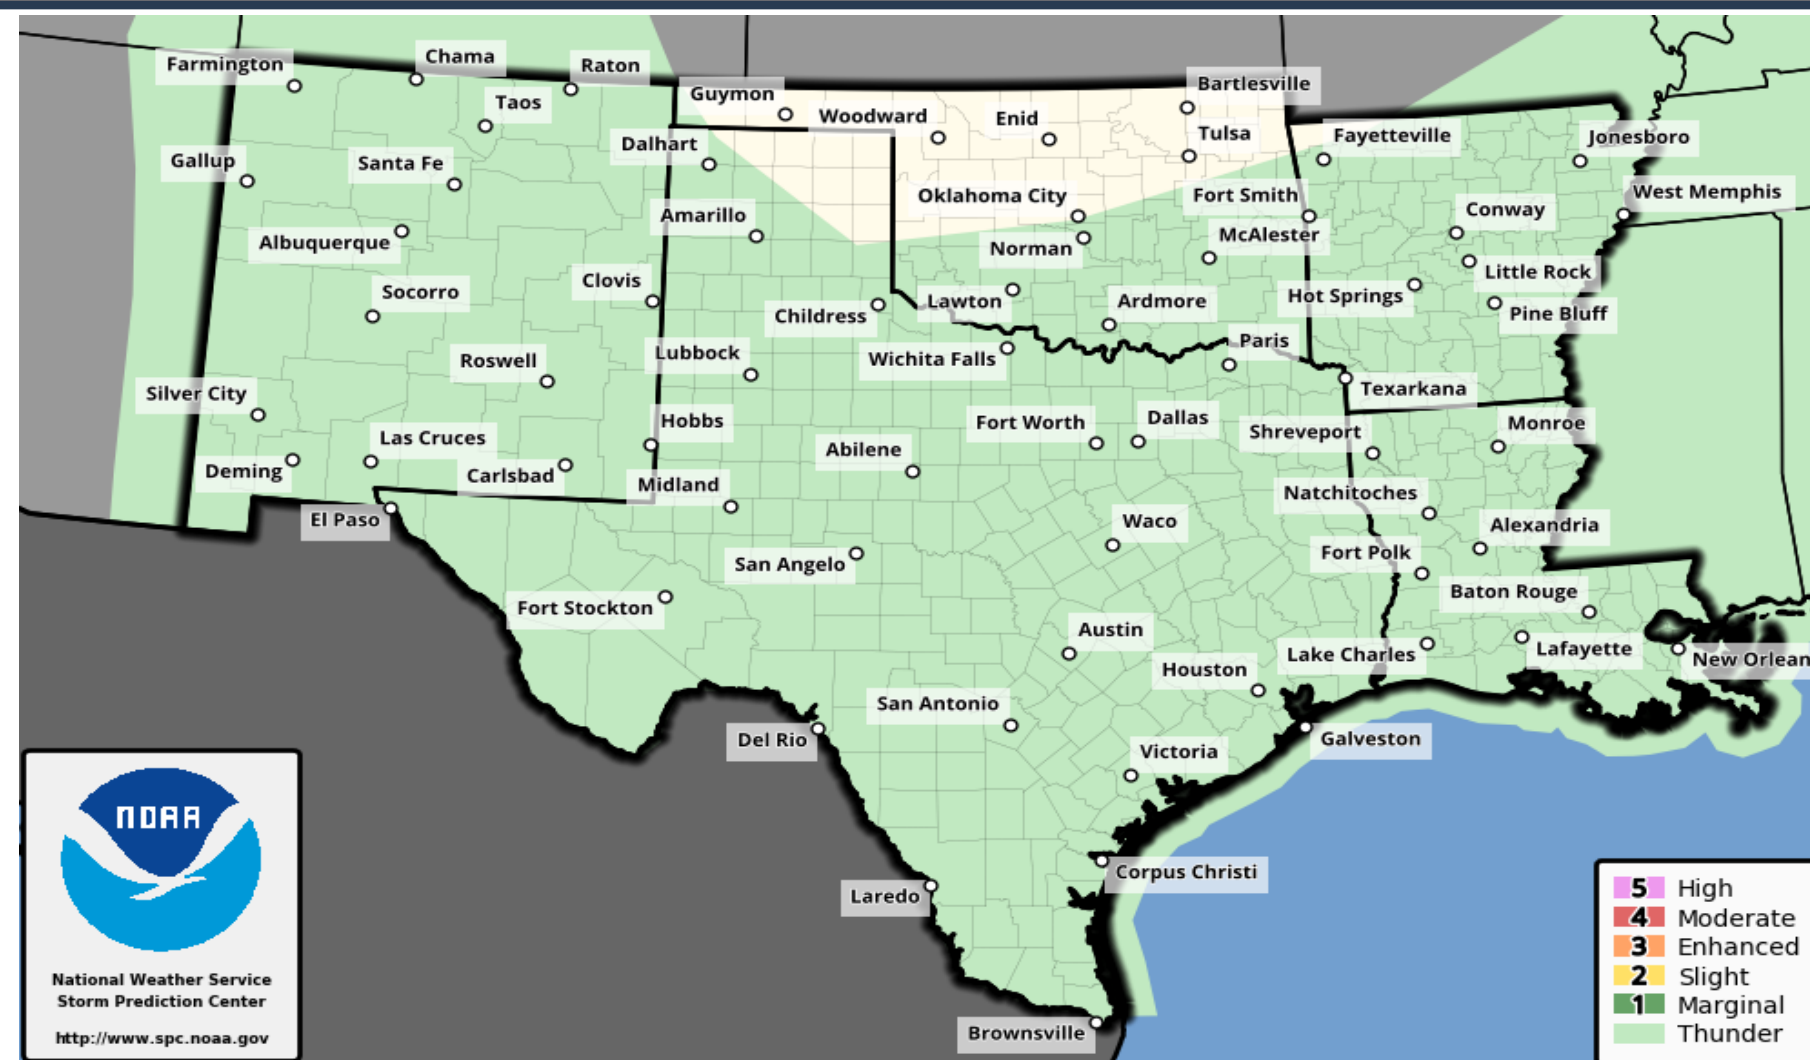 Farmington
Chama
Raton
Guymon
Bartlesville
Taos
Woodward
Enid
Tulsa
Fayetteville
Jonesboro
Gallup
Santa Fe
Dalhart
Oklahoma City
Fort Smith
Conway
West Memphis
Albuquerque
Amarillo
Norman
McAlester
Socorro
Clovis
Childress
Lawton
Ardmore
Hot Springs
Little Rock
Pine Bluff
Roswell
Lubbock
Wichita Falls
Paris
Texarkana
Silver City
Hobbs
Fort Worth
Dallas
Shreveport
Monroe
Las Cruces
Deming
Carlsbad
Midland
Abilene
Natchitoches
El Paso
Waco
Alexandria
San Angelo
Fort Polk
Baton Rouge
Fort Stockton
Austin
Lake Charles
Lafayette
New Orlean
Houston
San Antonio
Del Rio
Galveston
Victoria
Corpus Christi
Laredo
Brownsville
NOAA
National Weather Service
Storm Prediction Center
http://www.spc.noaa.gov
5 High
4 Moderate
3 Enhanced
2 Slight
1 Marginal
Thunder